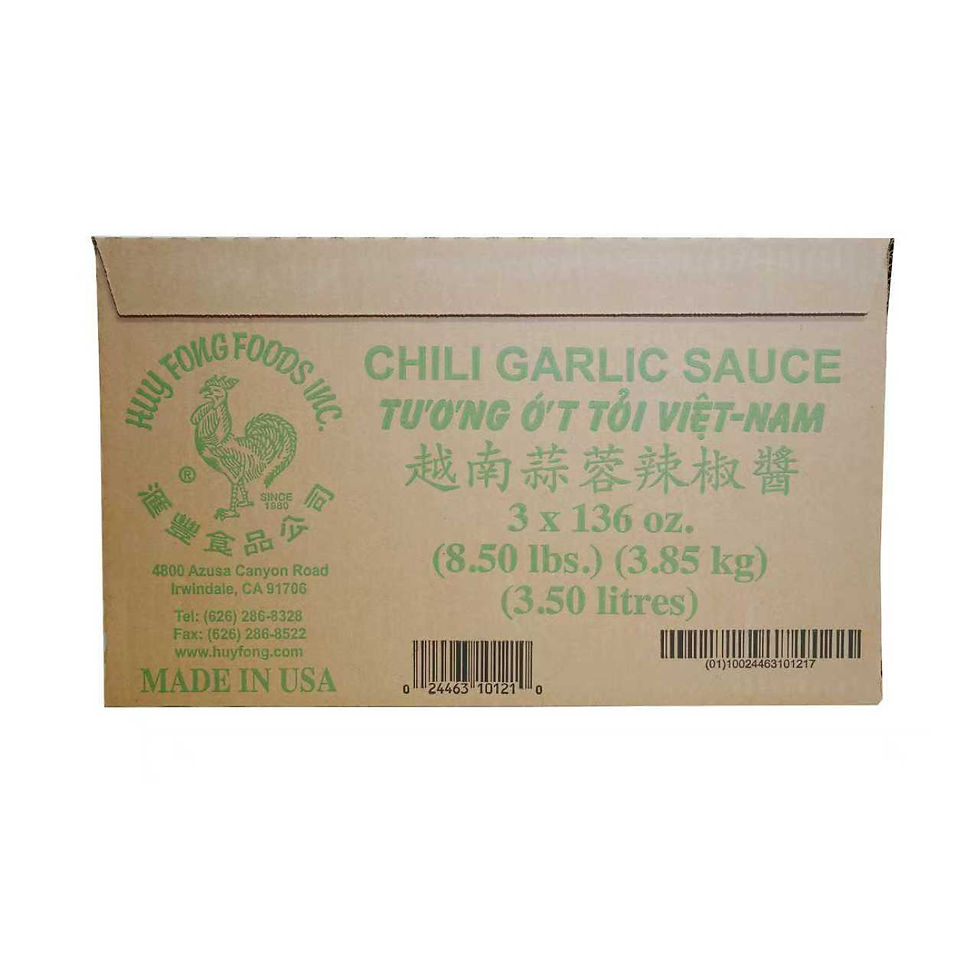 HUY FONG FOODS INC.
®
SINCE
1980
滙豐食品公司
4800 Azusa Canyon Road
Irwindale, CA 91706
Tel: (626) 286-8328
Fax: (626) 286-8522
www.huyfong.com
MADE IN USA
CHILI GARLIC SAUCE
TƯƠNG ỚT TỎI VIỆT-NAM
越南蒜蓉辣椒醬
3 x 136 oz.
(8.50 lbs.) (3.85 kg)
(3.50 litres)
0 24463 10121 0
(01)10024463101217